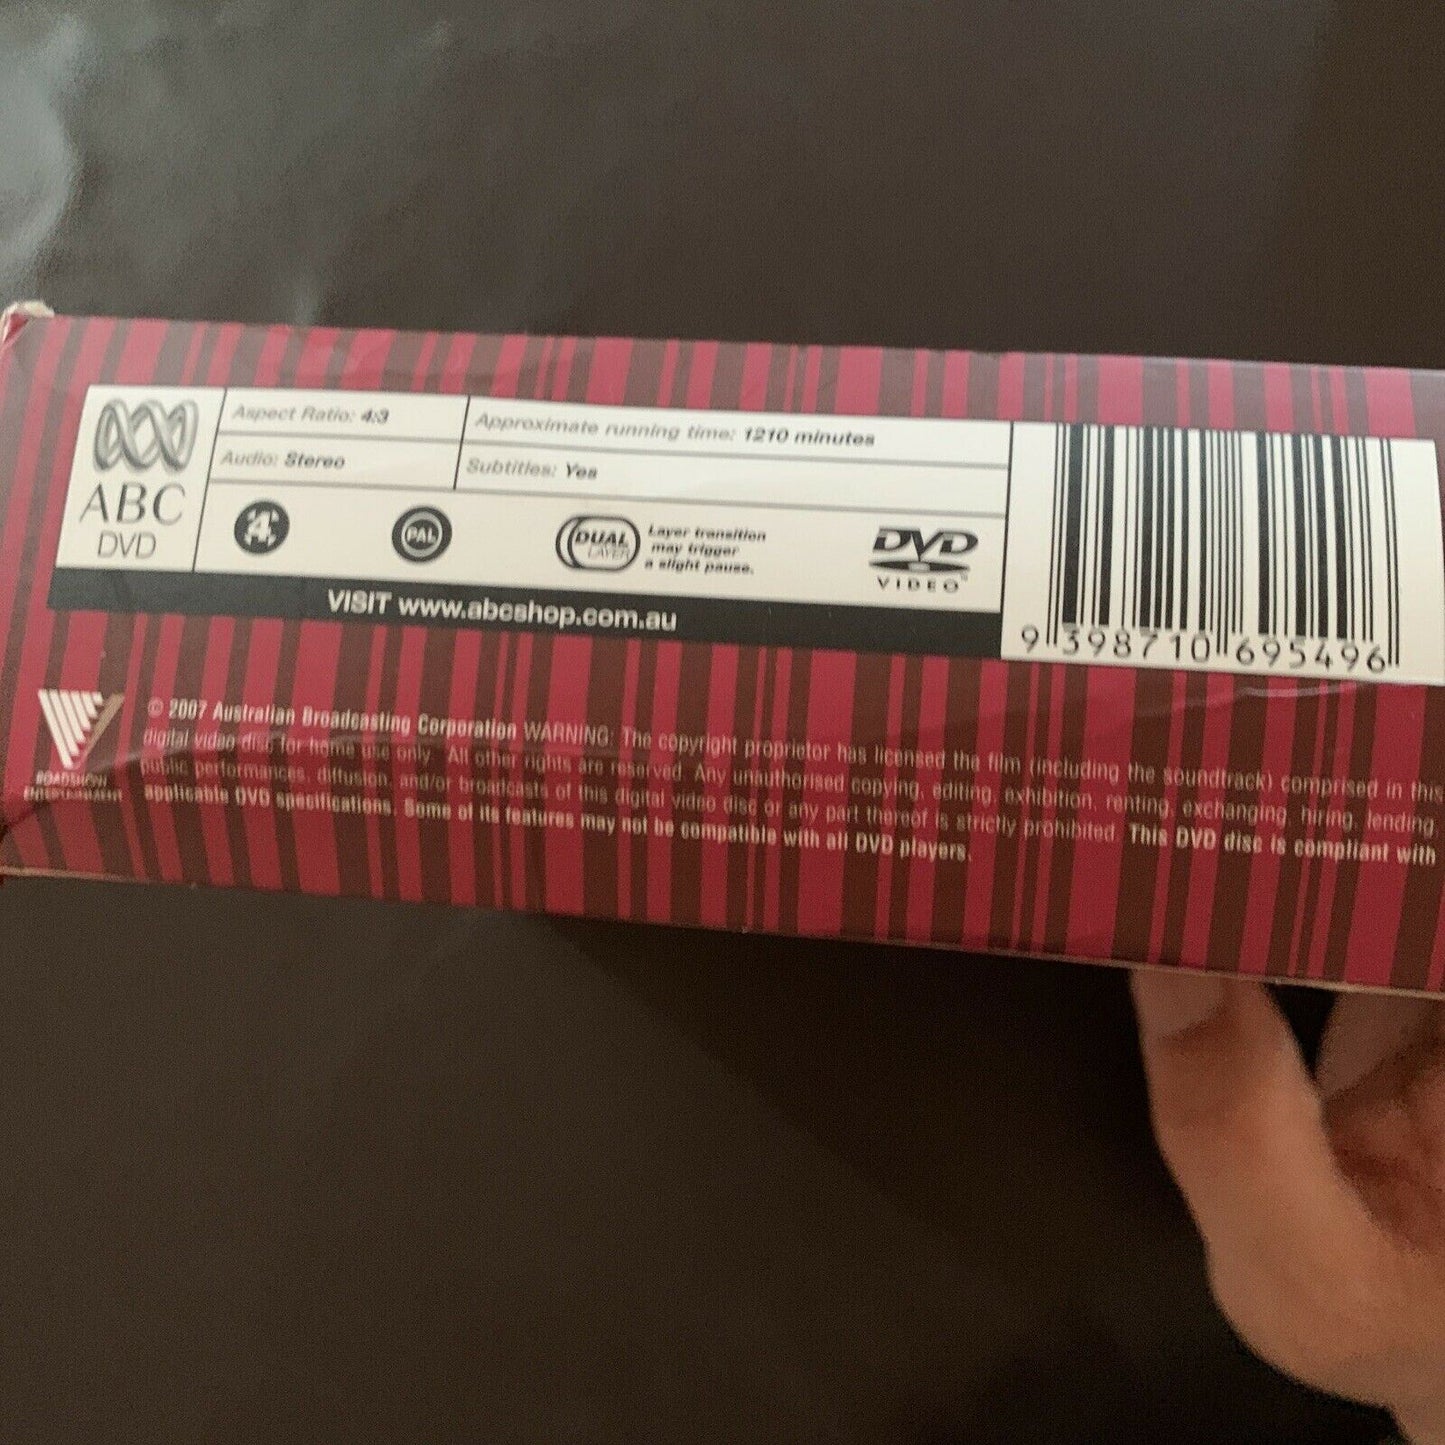 Aspect Ratio: 4:3
Approximate running time: 1210 minutes
ABC
DVD
Audio: Stereo
Subtitles: Yes
4
PAL
DUAL
LAYER
Layer transition
may trigger
a slight pause.
DVD
VIDEO
VISIT www.abcshop.com.au
9 398710 695496
ROADSHOW
ENTERTAINMENT
© 2007 Australian Broadcasting Corporation WARNING: The copyright proprietor has licensed the film (including the soundtrack) comprised in this
digital video disc for home use only. All other rights are reserved. Any unauthorised copying, editing, exhibition, renting, exchanging, hiring, lending,
public performances, diffusion, and/or broadcasts of this digital video disc or any part thereof is strictly prohibited. This DVD disc is compliant with
applicable DVD specifications. Some of its features may not be compatible with all DVD players.